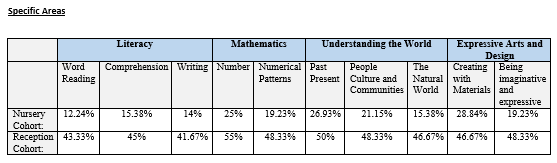 Specific Areas
Literacy Mathematics Understanding the World Expressive Arts and Design
Word Reading Comprehension Writing Number Numerical Patterns Past Present People Culture and Communities The Natural World Creating with Materials Being imaginative and expressive
Nursery Cohort: 12.24% 15.38% 14% 25% 19.23% 26.93% 21.15% 15.38% 28.84% 19.23%
Reception Cohort: 43.33% 45% 41.67% 55% 48.33% 50% 48.33% 46.67% 46.67% 48.33%